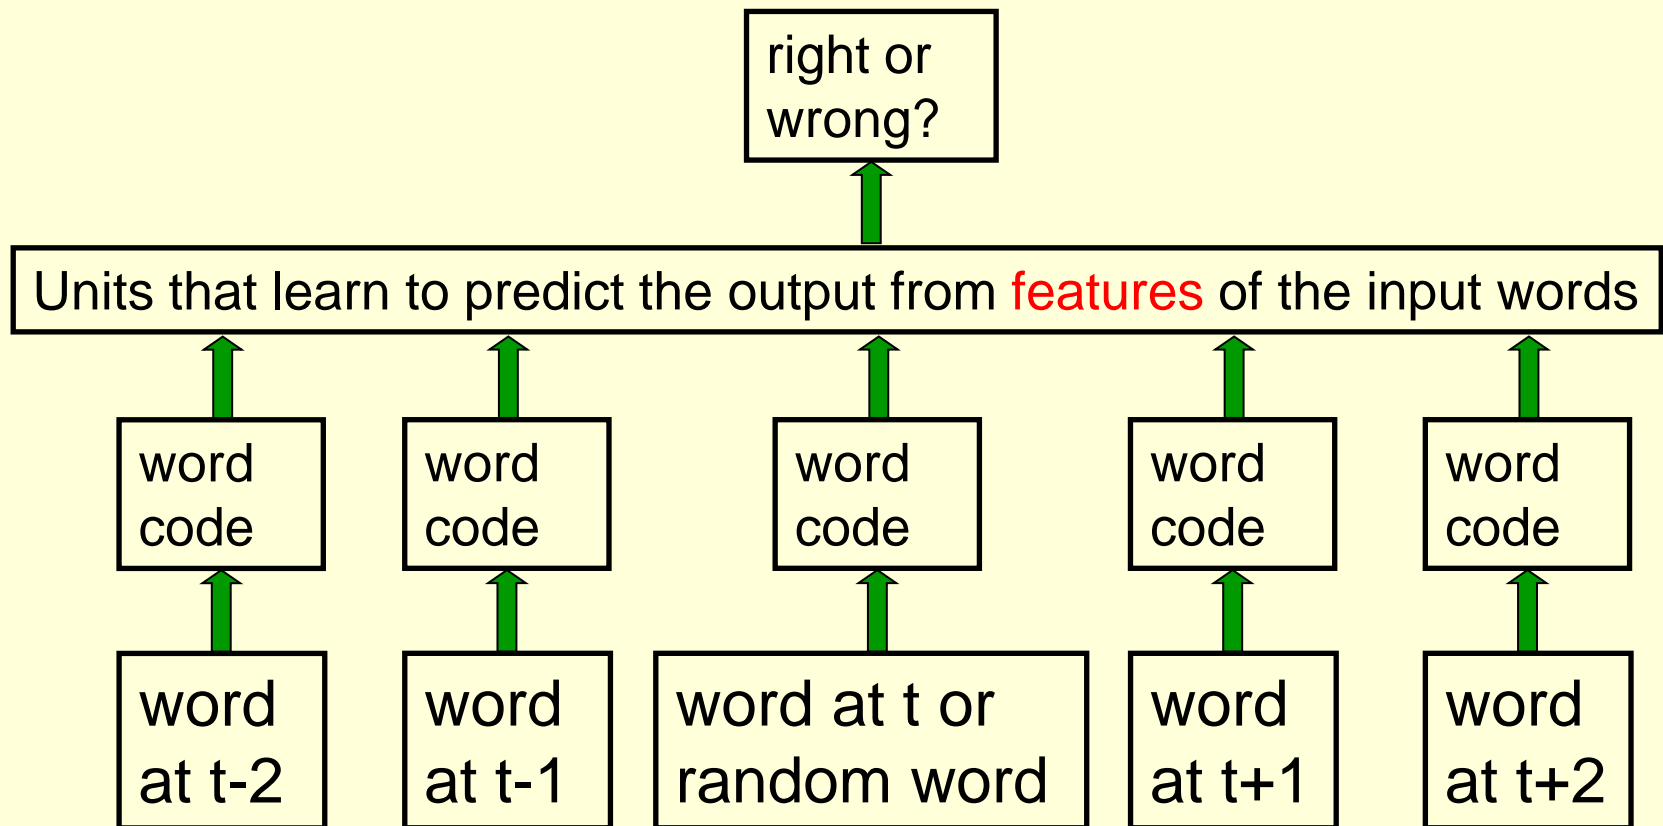 right or
wrong?
Units that learn to predict the output from features of the input words
word
code
word
code
word
code
word
code
word
code
word
at t-2
word
at t-1
word at t or
random word
word
at t+1
word
at t+2